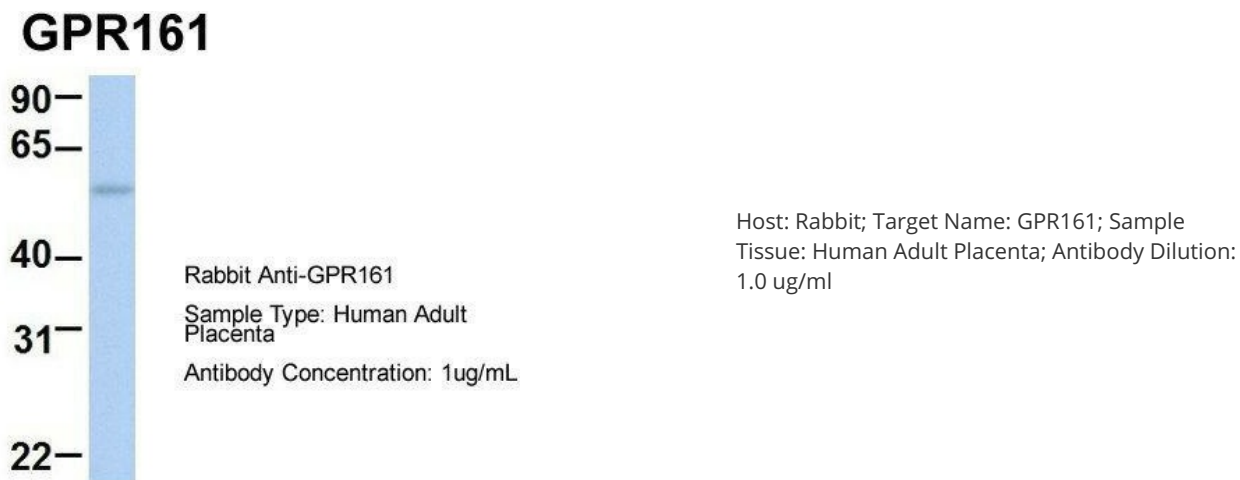 GPR161
90
65
40
31
22
Rabbit Anti-GPR161
Sample Type: Human Adult
Placenta
Antibody Concentration: 1ug/mL
Host: Rabbit; Target Name: GPR161; Sample
Tissue: Human Adult Placenta; Antibody Dilution:
1.0 ug/ml